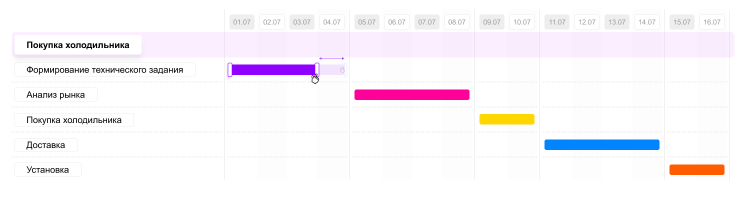 01.07 02.07 03.07 04.07 05.07 06.07 07.07 08.07 09.07 10.07 11.07 12.07 13.07 14.07 15.07 16.07
Покупка холодильника
Формирование технического задания
Анализ рынка
Покупка холодильника
Доставка
Установка